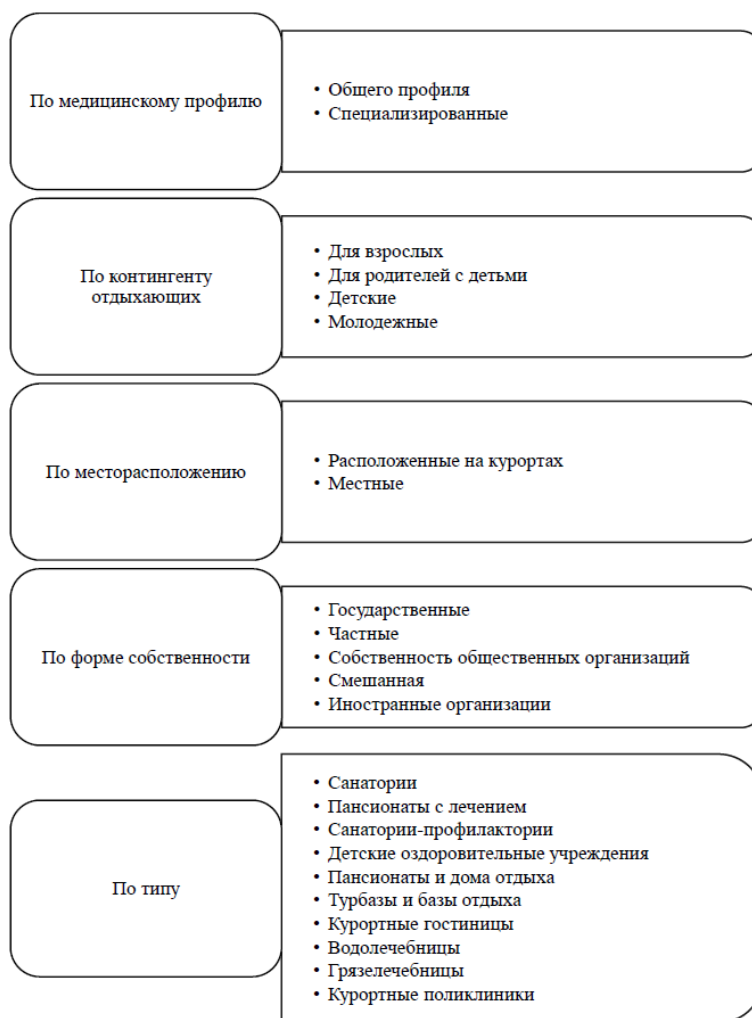 По медицинскому профилю
• Общего профиля
• Специализированные
По контингенту
отдыхающих
• Для взрослых
• Для родителей с детьми
• Детские
• Молодежные
По месторасположению
• Расположенные на курортах
• Местные
По форме собственности
• Государственные
• Частные
• Собственность общественных организаций
• Смешанная
• Иностранные организации
По типу
• Санатории
• Пансионаты с лечением
• Санатории-профилактории
• Детские оздоровительные учреждения
• Пансионаты и дома отдыха
• Турбазы и базы отдыха
• Курортные гостиницы
• Водолечебницы
• Грязелечебницы
• Курортные поликлиники